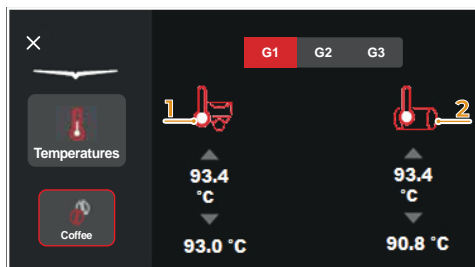 G1 G2 G3
1
2
Temperatures
93.4
°C
93.4
°C
Coffee
93.0 °C
90.8 °C